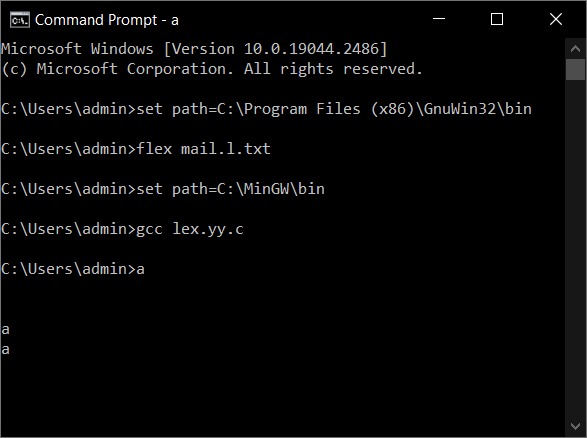 Command Prompt - a
Microsoft Windows [Version 10.0.19044.2486]
(c) Microsoft Corporation. All rights reserved.
C:\Users\admin>set path=C:\Program Files (x86)\GnuWin32\bin
C:\Users\admin>flex mail.l.txt
C:\Users\admin>set path=C:\MinGW\bin
C:\Users\admin>gcc lex.yy.c
C:\Users\admin>a
a
a